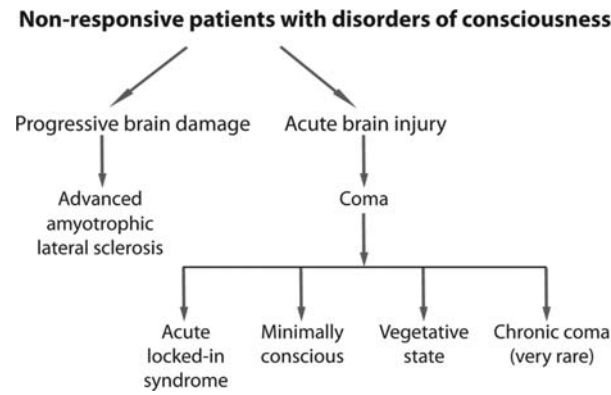 Non-responsive patients with disorders of consciousness
Progressive brain damage
Acute brain injury
Advanced
amyotrophic
lateral sclerosis
Coma
Acute
locked-in
syndrome
Minimally
conscious
Vegetative
state
Chronic coma
(very rare)